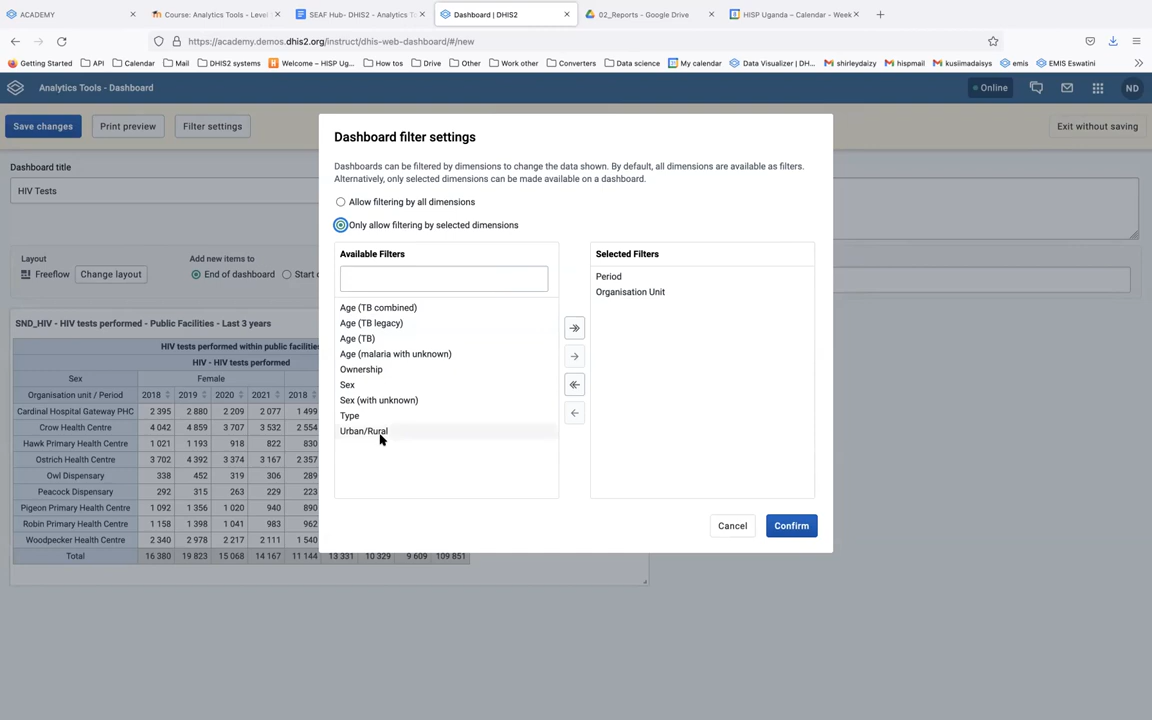 ACADEMY
Course: Analytics Tools - Level
SEAF Hub- DHIS2 - Analytics T
Dashboard | DHIS2
02_Reports - Google Drive
HISP Uganda – Calendar - Week
https://academy.demos.dhis2.org/instruct/dhis-web-dashboard/#/new
Getting Started
API
Calendar
Mail
DHIS2 systems
Welcome – HISP Ug...
How tos
Drive
Other
Work other
Converters
Data science
My calendar
Data Visualizer | DH...
shirleydaizy
hispmail
kusiimadaisys
emis
EMIS Eswatini
Analytics Tools - Dashboard
Online
ND
Save changes
Print preview
Filter settings
Exit without saving
Dashboard title
HIV Tests
Layout
Freeflow
Change layout
Add new items to
End of dashboard
Start
SND_HIV - HIV tests performed - Public Facilities - Last 3 years
HIV tests performed within public facilities
HIV - HIV tests performed
Sex Female
Organisation unit / Period 2018 2019 2020 2021 2018
Cardinal Hospital Gateway PHC 2 395 2 880 2 209 2 077 1 499
Crow Health Centre 4 042 4 859 3 707 3 532 2 554
Hawk Primary Health Centre 1 021 1 193 918 822 830
Ostrich Health Centre 3 702 4 392 3 374 3 167 2 357
Owl Dispensary 338 452 319 306 289
Peacock Dispensary 292 315 263 229 223
Pigeon Primary Health Centre 1 092 1 356 1 020 940 890
Robin Primary Health Centre 1 158 1 398 1 041 983 962
Woodpecker Health Centre 2 340 2 978 2 217 2 111 1 540
Total 16 380 19 823 15 068 14 167 11 144 13 331 10 329 9 609 109 851
Dashboard filter settings
Dashboards can be filtered by dimensions to change the data shown. By default, all dimensions are available as filters.
Alternatively, only selected dimensions can be made available on a dashboard.
Allow filtering by all dimensions
Only allow filtering by selected dimensions
Available Filters
Age (TB combined)
Age (TB legacy)
Age (TB)
Age (malaria with unknown)
Ownership
Sex
Sex (with unknown)
Type
Urban/Rural
Selected Filters
Period
Organisation Unit
Cancel
Confirm